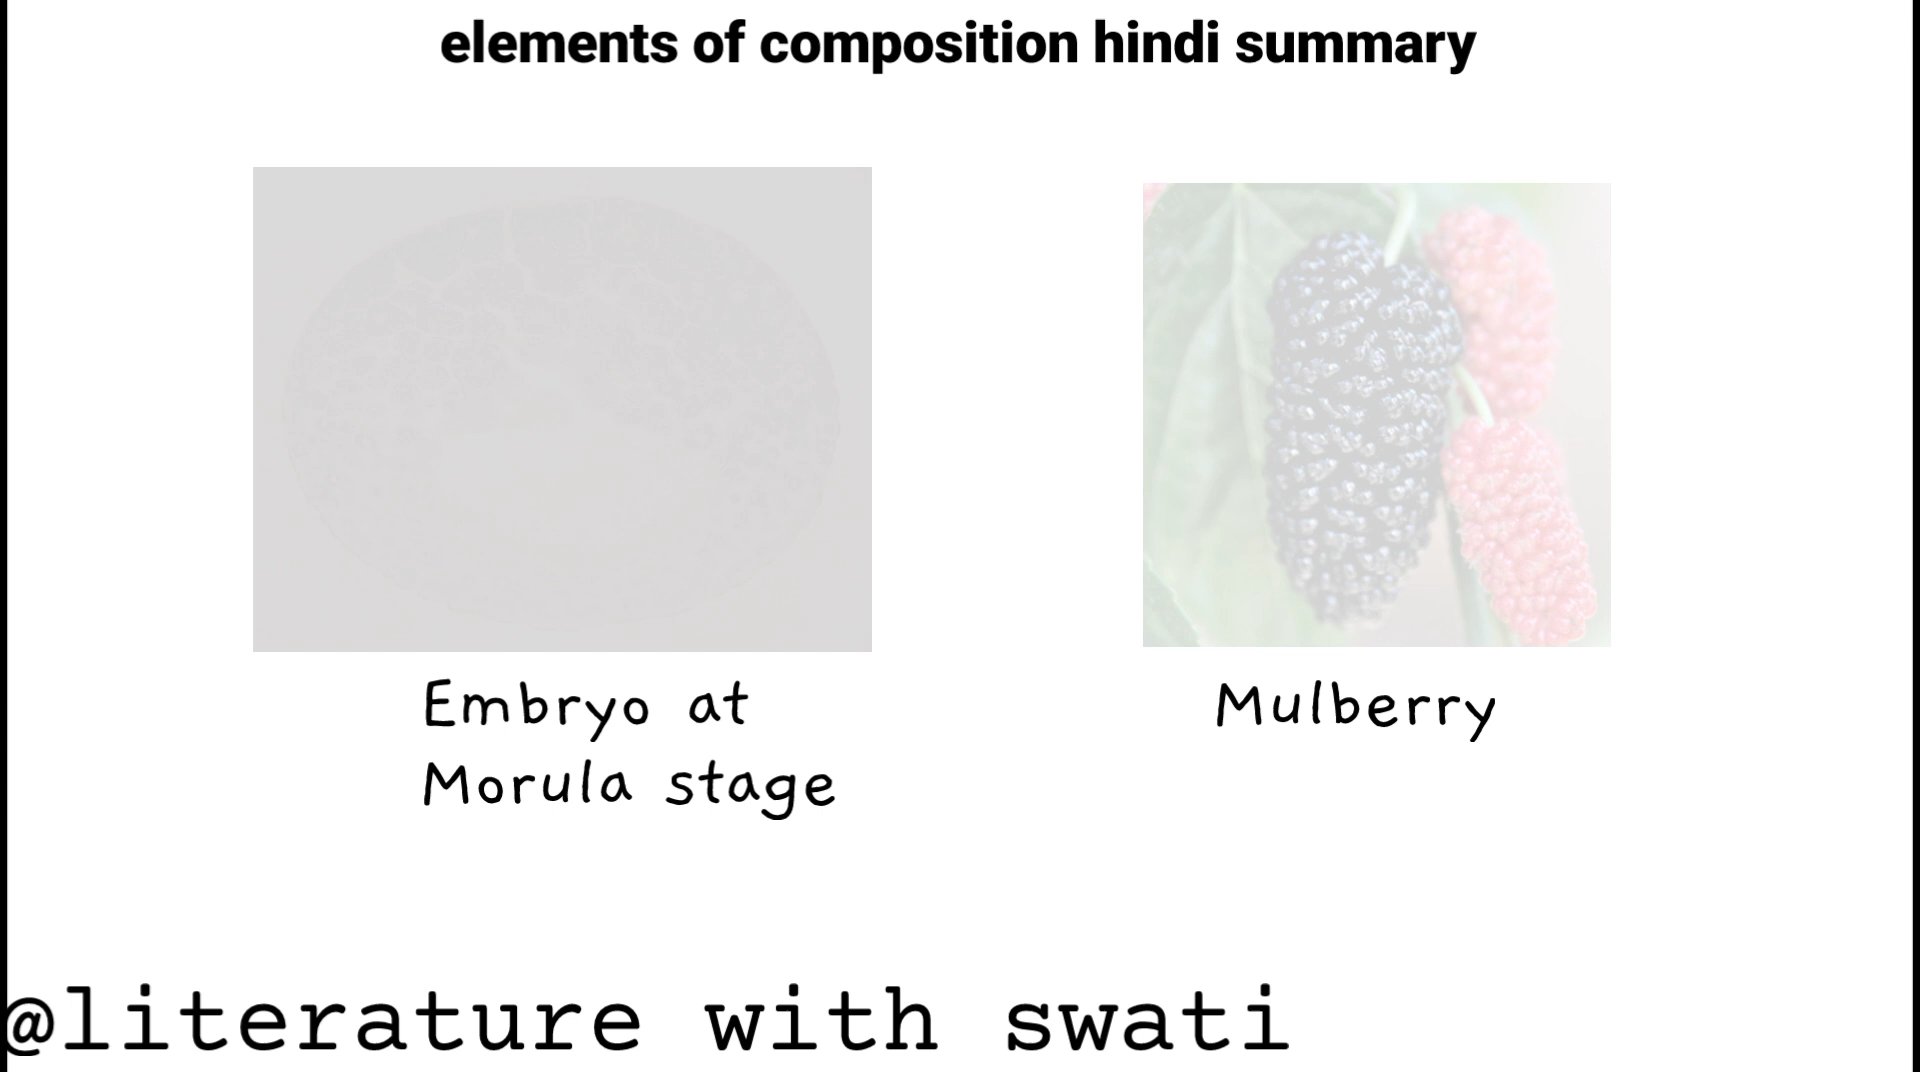 elements of composition hindi summary
Embryo at
Morula stage
Mulberry
@literature with swati